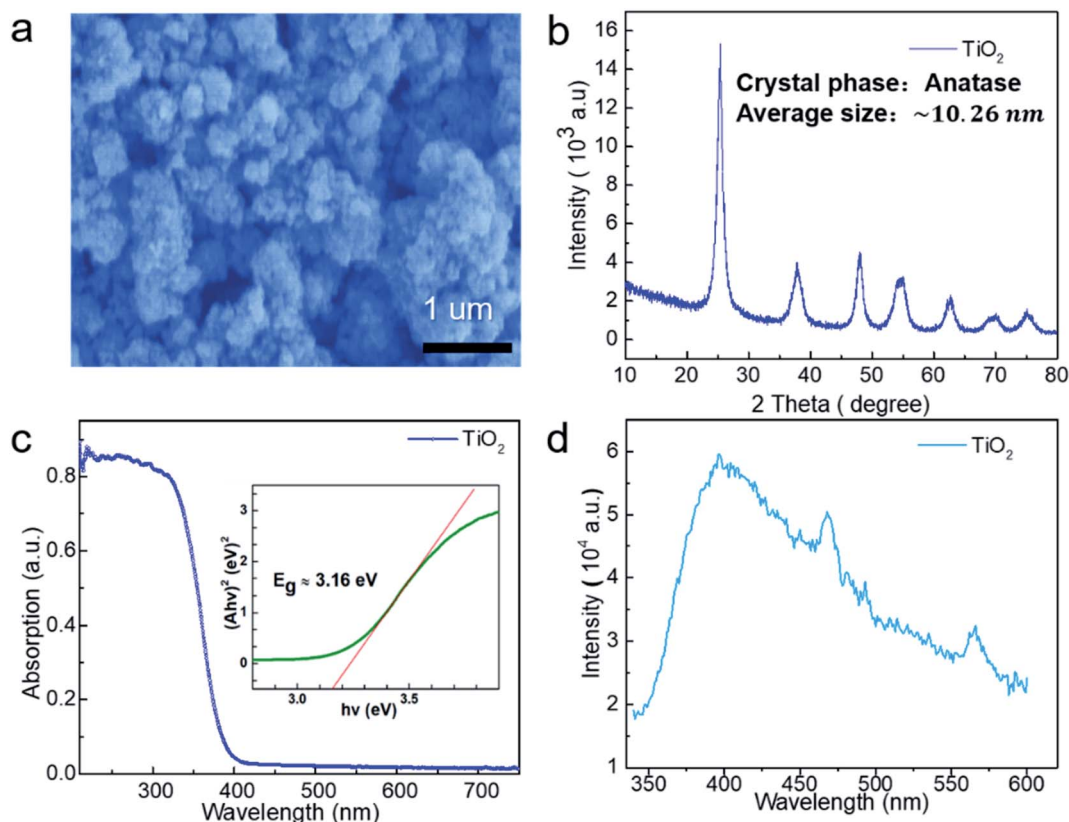 a
1 um
b
TiO₂
Crystal phase：Anatase
Average size：~10.26 nm
Intensity ( 10³ a.u)
16
14
12
10
8
6
4
2
0
10 20 30 40 50 60 70 80
2 Theta ( degree)
c
TiO₂
Absorption (a.u.)
0.8
0.6
0.4
0.2
0.0
300 400 500 600 700
Wavelength (nm)
Eg ≈ 3.16 eV
(Ahv)² (eV)²
3
2
1
0
3.0 3.5
hv (eV)
d
TiO₂
Intensity ( 10⁴ a.u.)
6
5
4
3
2
1
350 400 450 500 550 600
Wavelength (nm)